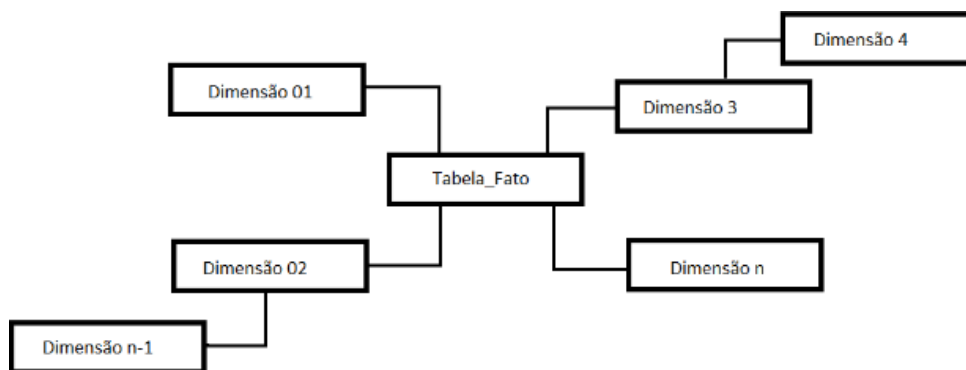 Dimensão 4
Dimensão 01
Dimensão 3
Tabela_Fato
Dimensão 02
Dimensão n
Dimensão n-1